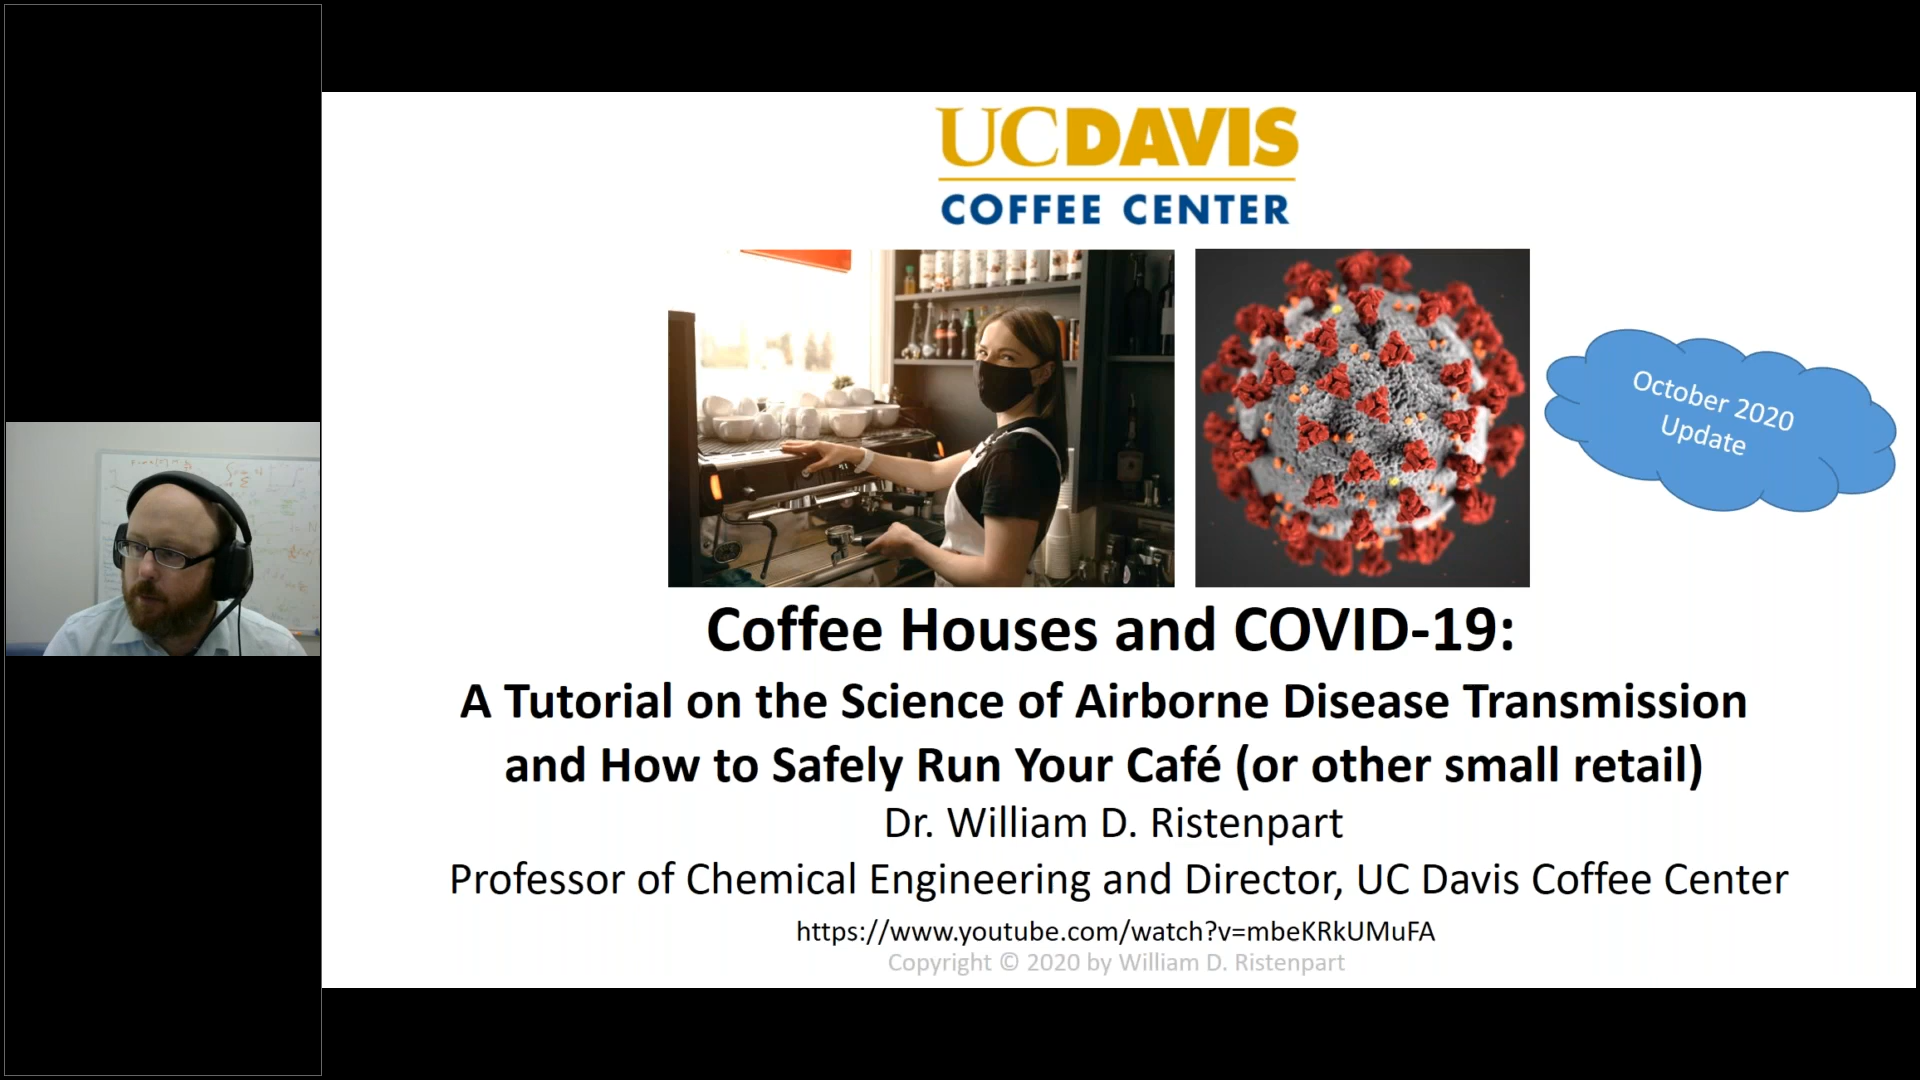 UCDAVIS
COFFEE CENTER
October 2020
Update
Coffee Houses and COVID-19:
A Tutorial on the Science of Airborne Disease Transmission
and How to Safely Run Your Café (or other small retail)
Dr. William D. Ristenpart
Professor of Chemical Engineering and Director, UC Davis Coffee Center
https://www.youtube.com/watch?v=mbeKRkUMuFA
Copyright © 2020 by William D. Ristenpart